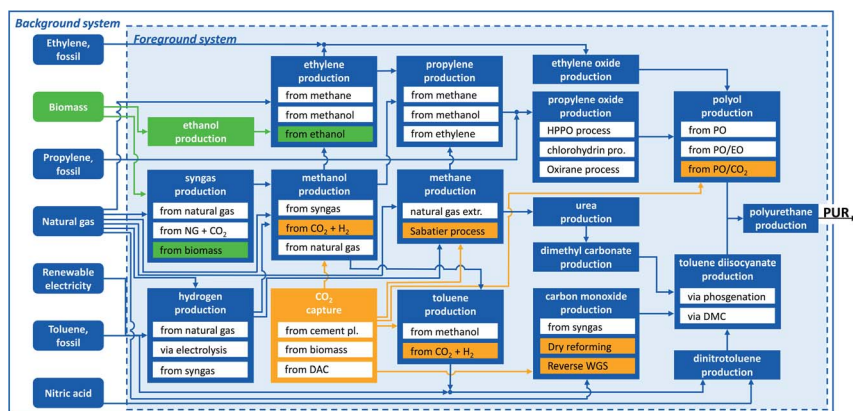 Background system
Foreground system
Ethylene,
fossil
Biomass
Propylene,
fossil
Natural gas
Renewable
electricity
Toluene,
fossil
Nitric acid
ethanol
production
syngas
production
from natural gas
from NG + CO2
from biomass
hydrogen
production
from natural gas
via electrolysis
from syngas
ethylene
production
from methane
from methanol
from ethanol
methanol
production
from syngas
from CO2 + H2
from natural gas
CO2
capture
from cement pl.
from biomass
from DAC
propylene
production
from methane
from methanol
from ethylene
methane
production
natural gas extr.
Sabatier process
toluene
production
from methanol
from CO2 + H2
ethylene oxide
production
propylene oxide
production
HPPO process
chlorohydrin pro.
Oxirane process
urea
production
dimethyl carbonate
production
carbon monoxide
production
from syngas
Dry reforming
Reverse WGS
polyol
production
from PO
from PO/EO
from PO/CO2
polyurethane
production
PUR
toluene diisocyanate
production
via phosgenation
via DMC
dinitrotoluene
production